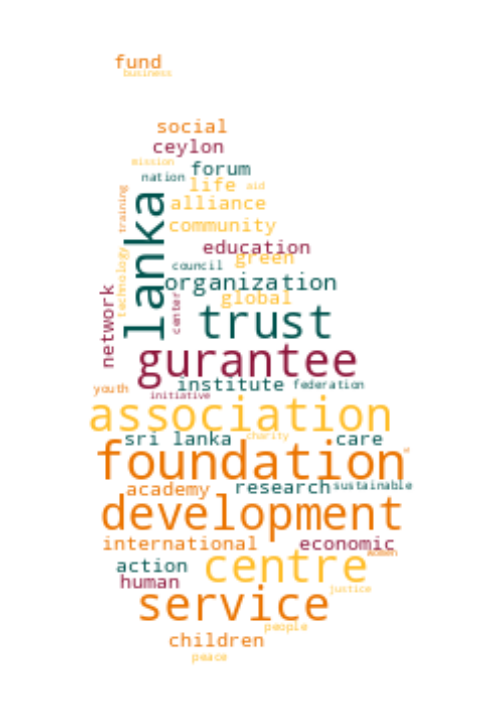 fund
business
social
ceylon
mission
forum
nation
life
aid
training
lanka
alliance
community
education
green
technology
council
organization
global
center
network
trust
gurantee
institute
federation
youth
initiative
association
sri lanka
charity
care
foundation
academy
research
sustainable
development
international
economic
women
action
centre
human
justice
service
people
children
peace